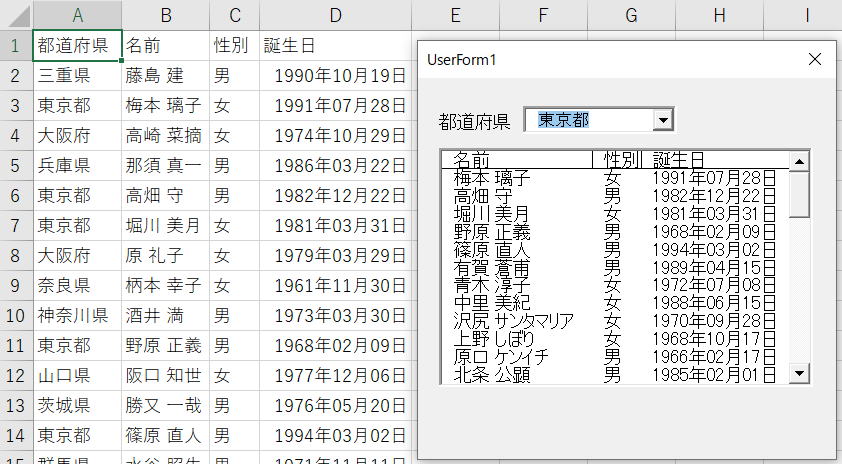 A B C D E F G H I
1 都道府県 名前 性別 誕生日
2 三重県 藤島 建 男 1990年10月19日
3 東京都 梅本 璃子 女 1991年07月28日
4 大阪府 高崎 菜摘 女 1974年10月29日
5 兵庫県 那須 真一 男 1986年03月22日
6 東京都 高畑 守 男 1982年12月22日
7 東京都 堀川 美月 女 1981年03月31日
8 大阪府 原 礼子 女 1979年03月29日
9 奈良県 柄本 幸子 女 1961年11月30日
10 神奈川県 酒井 満 男 1973年03月30日
11 東京都 野原 正義 男 1968年02月09日
12 山口県 阪口 知世 女 1977年12月06日
13 茨城県 勝又 一哉 男 1976年05月20日
14 東京都 篠原 直人 男 1994年03月02日
UserForm1
都道府県 東京都
名前 性別 誕生日
梅本 璃子 女 1991年07月28日
高畑 守 男 1982年12月22日
堀川 美月 女 1981年03月31日
野原 正義 男 1968年02月09日
篠原 直人 男 1994年03月02日
有賀 蒼甫 男 1989年04月15日
青木 淳子 女 1972年07月08日
中里 美紀 女 1988年06月15日
沢尻 サンタマリア 女 1970年09月28日
上野 しぼり 女 1968年10月17日
原口 ケンイチ 男 1966年02月17日
北条 公顕 男 1985年02月01日